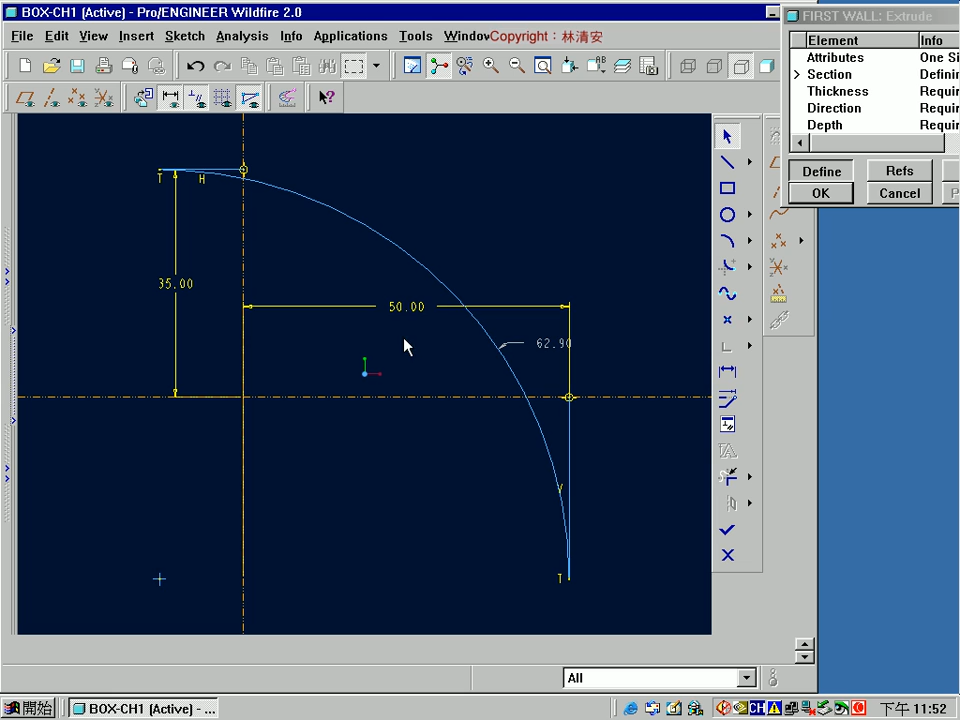 BOX-CH1 (Active) - Pro/ENGINEER Wildfire 2.0
FIRST WALL: Extrude
File Edit View Insert Sketch Analysis Info Applications Tools Window
Copyright：林清安
Element Info
Attributes One Si
Section Defini
Thickness Requir
Direction Requir
Depth Requir
Define Refs
OK Cancel
T H
35.00
50.00
62.90
V
T
All
開始 BOX-CH1 (Active) - ... CH 下午 11:52